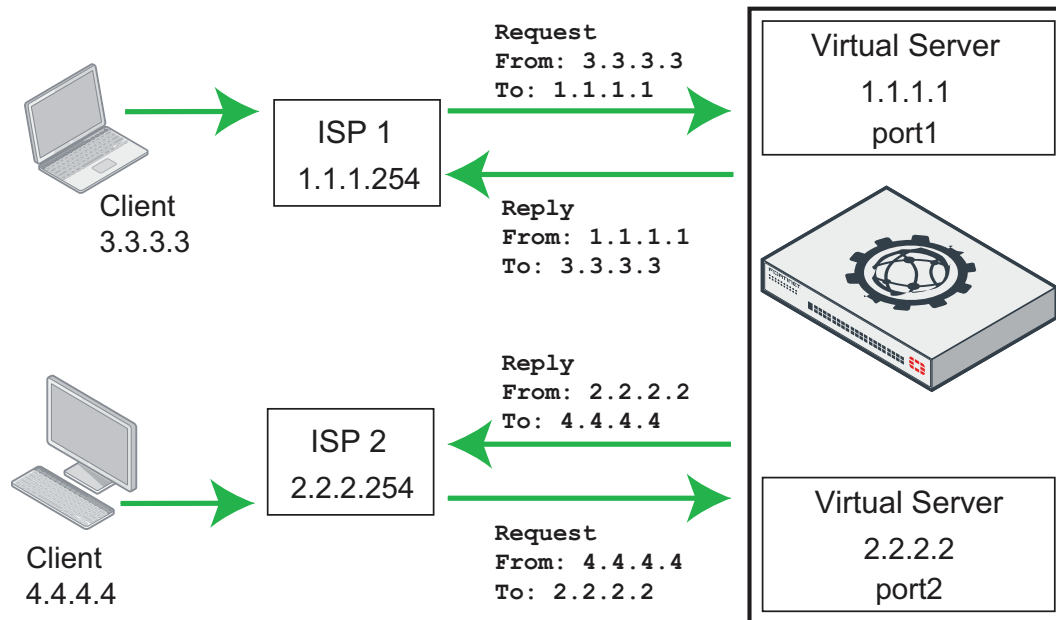 Request
From: 3.3.3.3
To: 1.1.1.1
Virtual Server
1.1.1.1
port1
ISP 1
1.1.1.254
Client
3.3.3.3
Reply
From: 1.1.1.1
To: 3.3.3.3
FORTINET
Reply
From: 2.2.2.2
To: 4.4.4.4
ISP 2
2.2.2.254
Virtual Server
2.2.2.2
port2
Request
From: 4.4.4.4
To: 2.2.2.2
Client
4.4.4.4